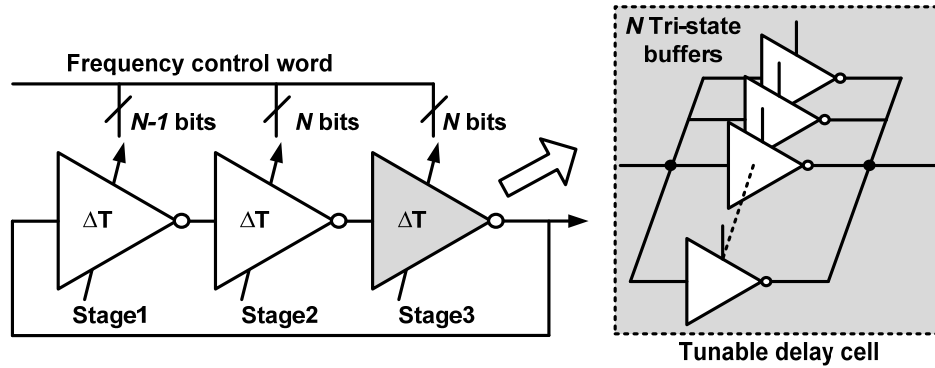 Frequency control word
N-1 bits
N bits
N bits
ΔT
ΔT
ΔT
Stage1
Stage2
Stage3
N Tri-state
buffers
Tunable delay cell